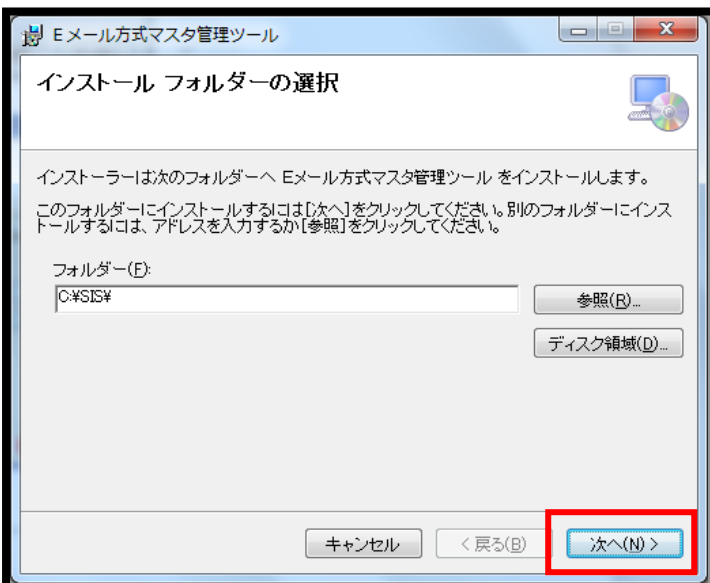 Eメール方式マスタ管理ツール
インストール フォルダーの選択
インストーラーは次のフォルダーへ Eメール方式マスタ管理ツール をインストールします。
このフォルダーにインストールするには[次へ]をクリックしてください。別のフォルダーにインス
トールするには、アドレスを入力するか[参照]をクリックしてください。
フォルダー(F):
C:¥SIS¥
参照(R)...
ディスク領域(D)...
キャンセル
< 戻る(B)
次へ(N) >